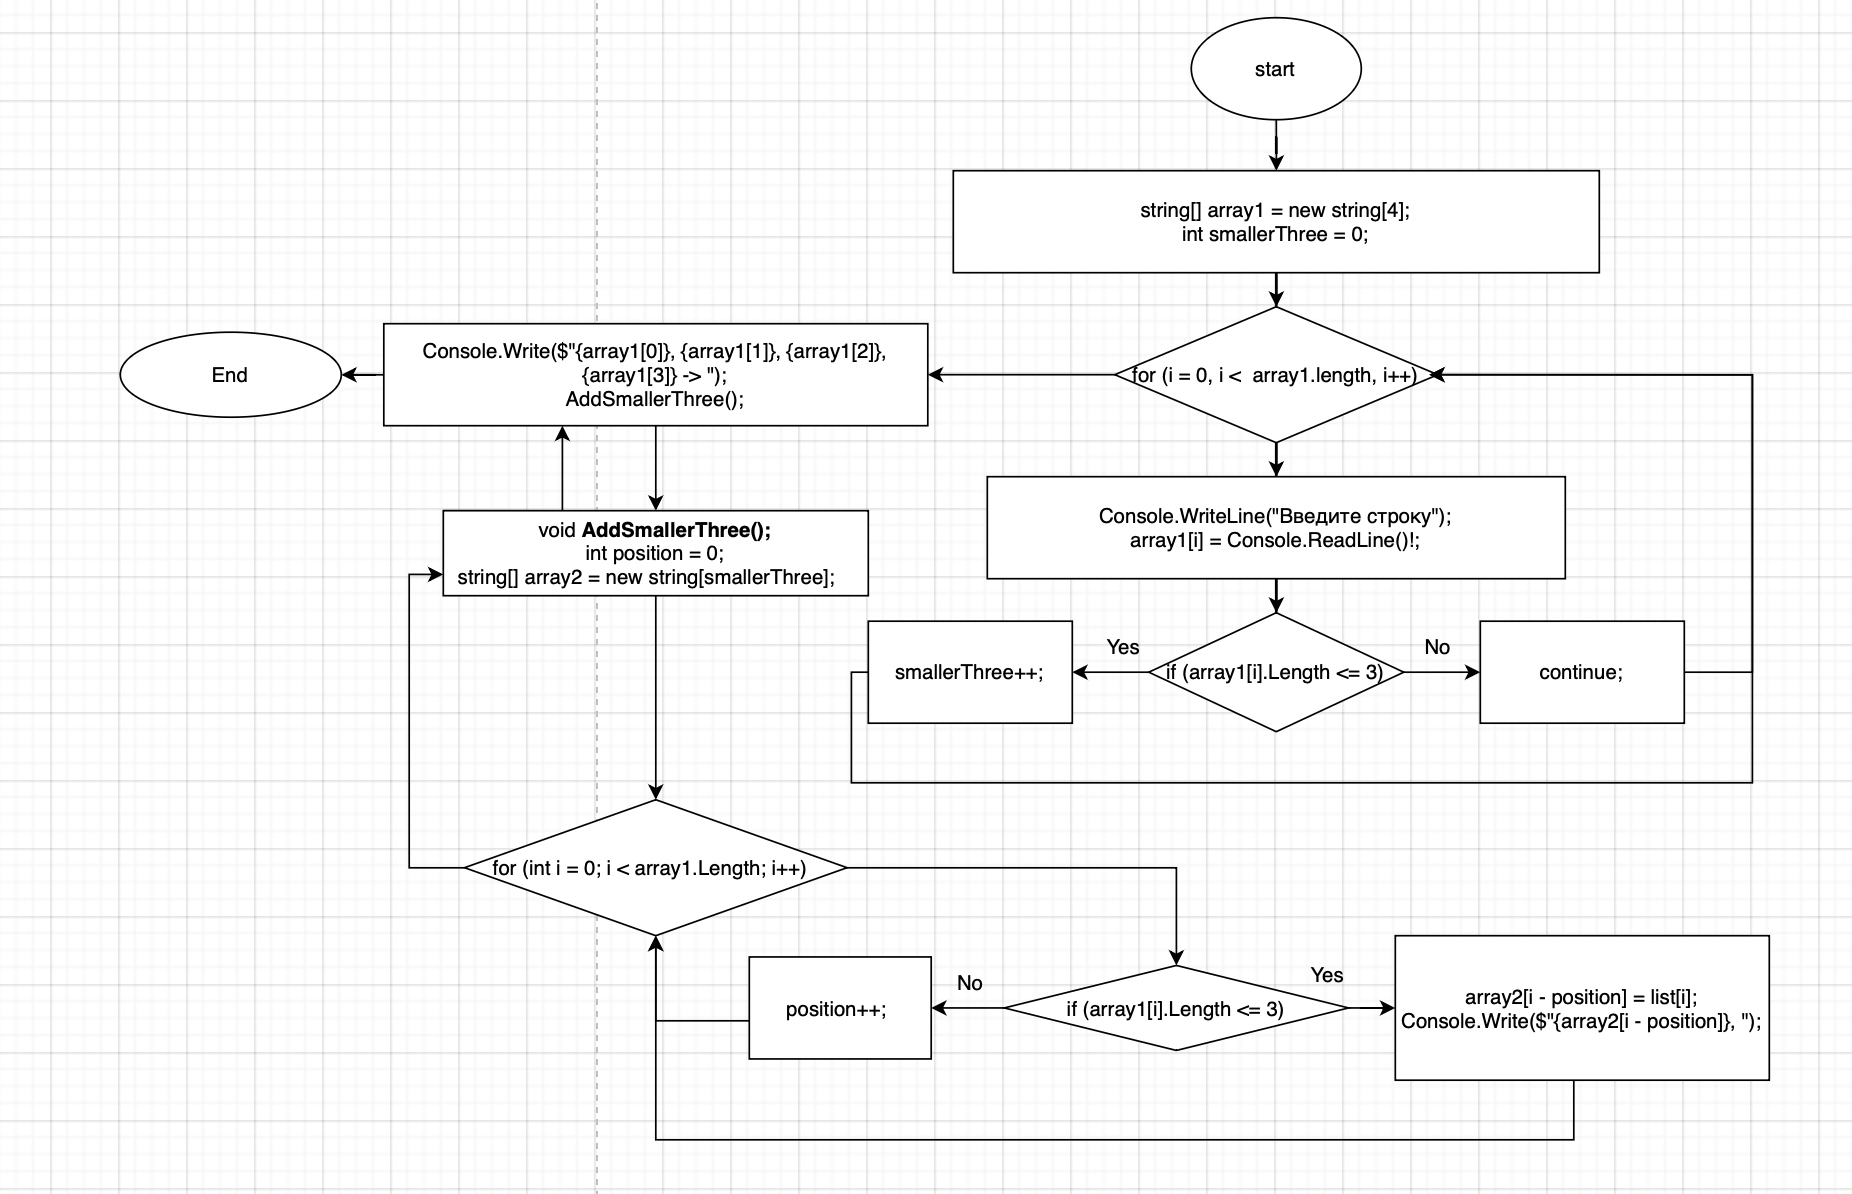 start
string[] array1 = new string[4];
int smallerThree = 0;
for (i = 0, i <  array1.length, i++)
Console.Write($"{array1[0]}, {array1[1]}, {array1[2]},
{array1[3]} -> ");
AddSmallerThree();
End
Console.WriteLine("Введите строку");
array1[i] = Console.ReadLine()!;
void AddSmallerThree();
int position = 0;
string[] array2 = new string[smallerThree];
if (array1[i].Length <= 3)
Yes
No
smallerThree++;
continue;
for (int i = 0; i < array1.Length; i++)
if (array1[i].Length <= 3)
No
Yes
position++;
array2[i - position] = list[i];
Console.Write($"{array2[i - position]}, ");